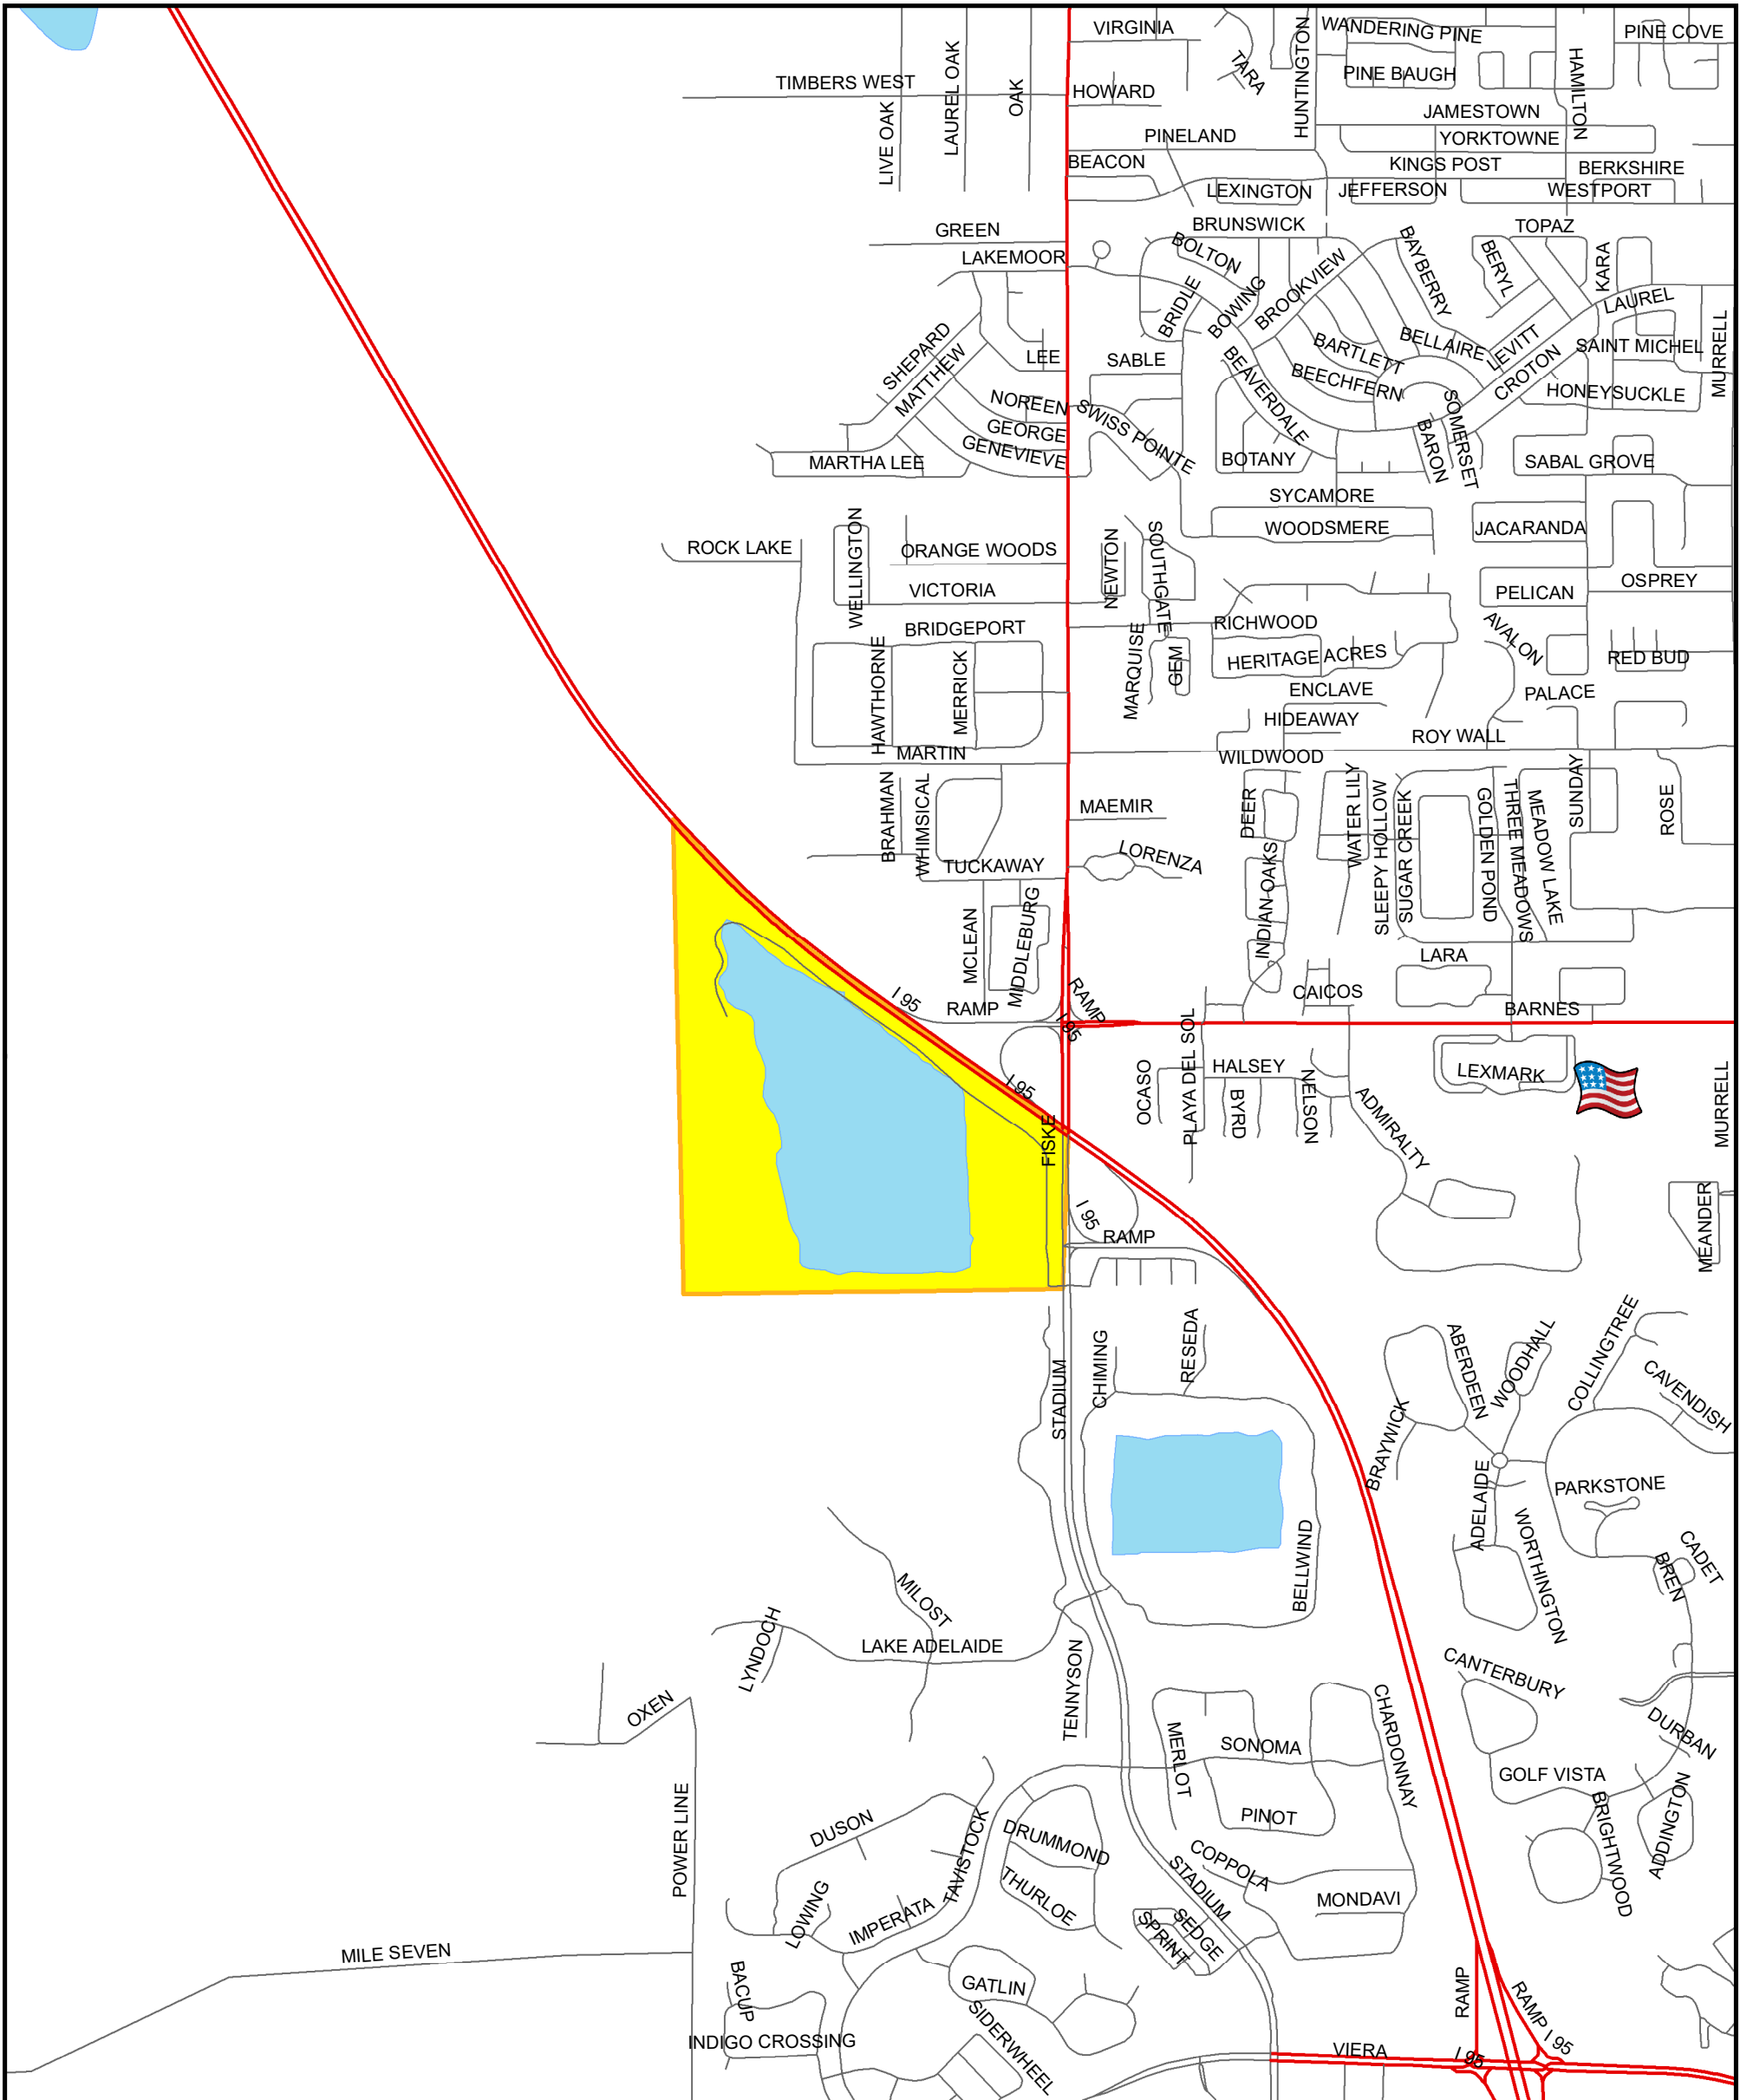 VIRGINIA
WANDERING PINE
PINE COVE
TARA
HUNTINGTON
HAMILTON
TIMBERS WEST
LIVE OAK
LAUREL OAK
OAK
HOWARD
PINE BAUGH
JAMESTOWN
PINELAND
YORKTOWNE
BEACON
KINGS POST
BERKSHIRE
LEXINGTON
JEFFERSON
WESTPORT
GREEN
BRUNSWICK
TOPAZ
LAKEMOOR
BOLTON
BAYBERRY
BERYL
KARA
BRIDLE
BOWING
BROOKVIEW
LAUREL
SHEPARD
MATTHEW
LEE
SABLE
BARTLETT
BELLAIRE
LEVITT
SAINT MICHEL
MURRELL
BEAVERDALE
BEECHFERN
CROTON
HONEYSUCKLE
NOREEN
SWISS POINTE
SOMERSET
BARON
GEORGE
GENEVIEVE
MARTHA LEE
BOTANY
SABAL GROVE
SYCAMORE
WOODSMERE
JACARANDA
WELLINGTON
ROCK LAKE
ORANGE WOODS
NEWTON
SOUTHGATE
VICTORIA
PELICAN
OSPREY
BRIDGEPORT
RICHWOOD
AVALON
HAWTHORNE
MERRICK
MARQUISE
GEM
HERITAGE ACRES
RED BUD
ENCLAVE
PALACE
HIDEAWAY
ROY WALL
MARTIN
WILDWOOD
BRAHMAN
WHIMSICAL
MAEMIR
DEER
WATER LILY
SLEEPY HOLLOW
SUGAR CREEK
GOLDEN POND
THREE MEADOWS
MEADOW LAKE
SUNDAY
ROSE
TUCKAWAY
LORENZA
INDIAN OAKS
MCLEAN
MIDDLEBURG
LARA
I 95
RAMP
RAMP
I 95
CAICOS
BARNES
I 95
OCASO
PLAYA DEL SOL
HALSEY
BYRD
NELSON
LEXMARK
ADMIRALTY
MURRELL
FISKE
I 95
RAMP
MEANDER
STADIUM
CHIMING
RESEDA
ABERDEEN
WOODHALL
COLLINGTREE
CAVENDISH
BRAYWICK
ADELAIDE
PARKSTONE
WORTHINGTON
BREN
CADET
BELLWIND
MILOST
LYNDOCH
LAKE ADELAIDE
TENNYSON
CANTERBURY
OXEN
MERLOT
SONOMA
CHARDONNAY
DURBAN
GOLF VISTA
POWER LINE
DUSON
TAVISTOCK
DRUMMOND
PINOT
BRIGHTWOOD
ADDINGTON
LOWING
IMPERATA
THURLOE
COPPOLA
STADIUM
MONDAVI
SPRINT
SEDGE
MILE SEVEN
BACUP
GATLIN
RAMP
RAMP
I 95
INDIGO CROSSING
SIDERWHEEL
VIERA
I 95